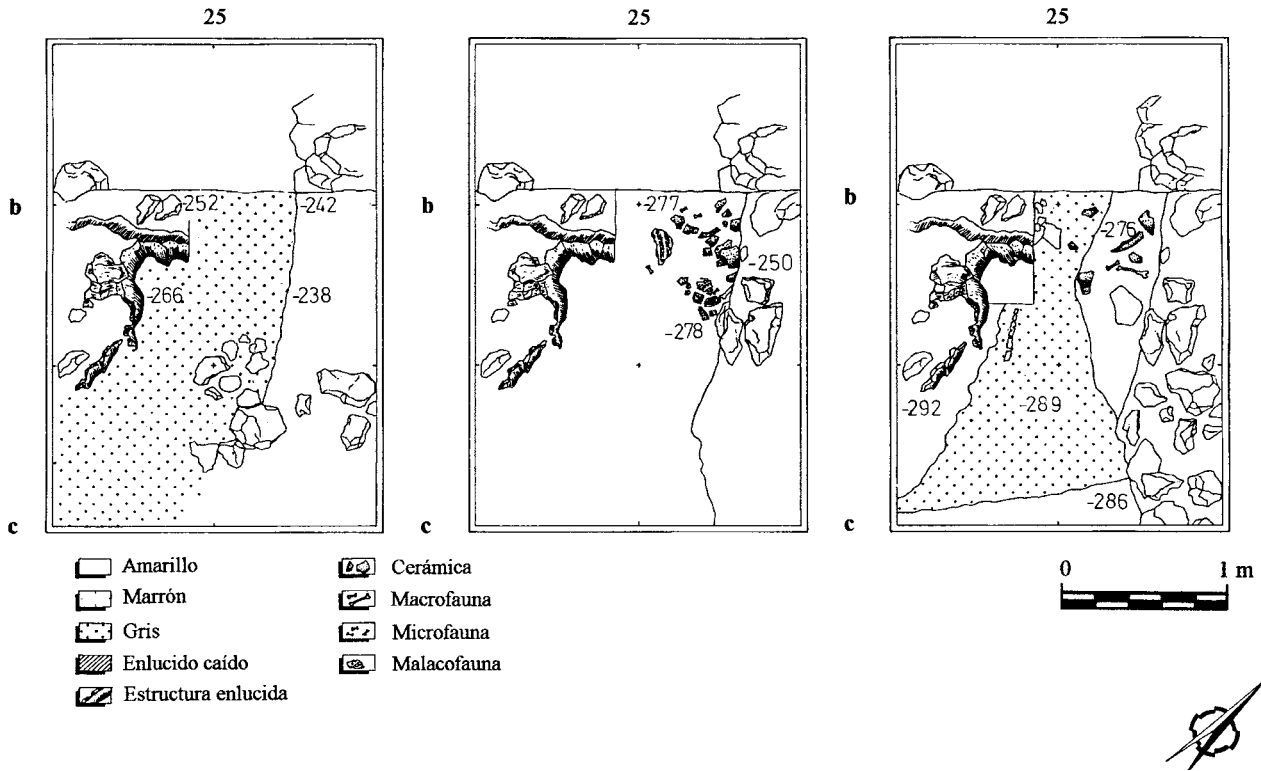 25 25 25
b -252 -242 b -277 b -276
-250
-266 -238
-278
-292 -289
c c c -286
Amarillo Cerámica 0 1 m
Marrón Macrofauna
Gris Microfauna
Enlucido caído Malacofauna
Estructura enlucida